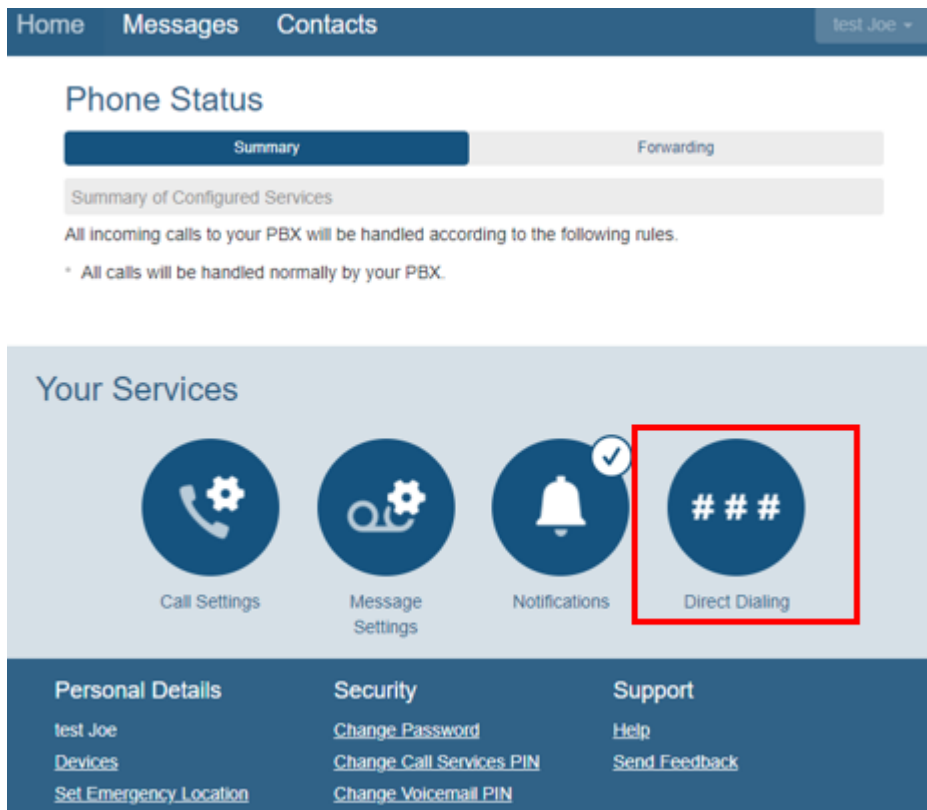 Home Messages Contacts test Joe
Phone Status
Summary Forwarding
Summary of Configured Services
All incoming calls to your PBX will be handled according to the following rules.
All calls will be handled normally by your PBX.
Your Services
# # #
Call Settings Message Settings Notifications Direct Dialing
Personal Details Security Support
test Joe Change Password Help
Devices Change Call Services PIN Send Feedback
Set Emergency Location Change Voicemail PIN